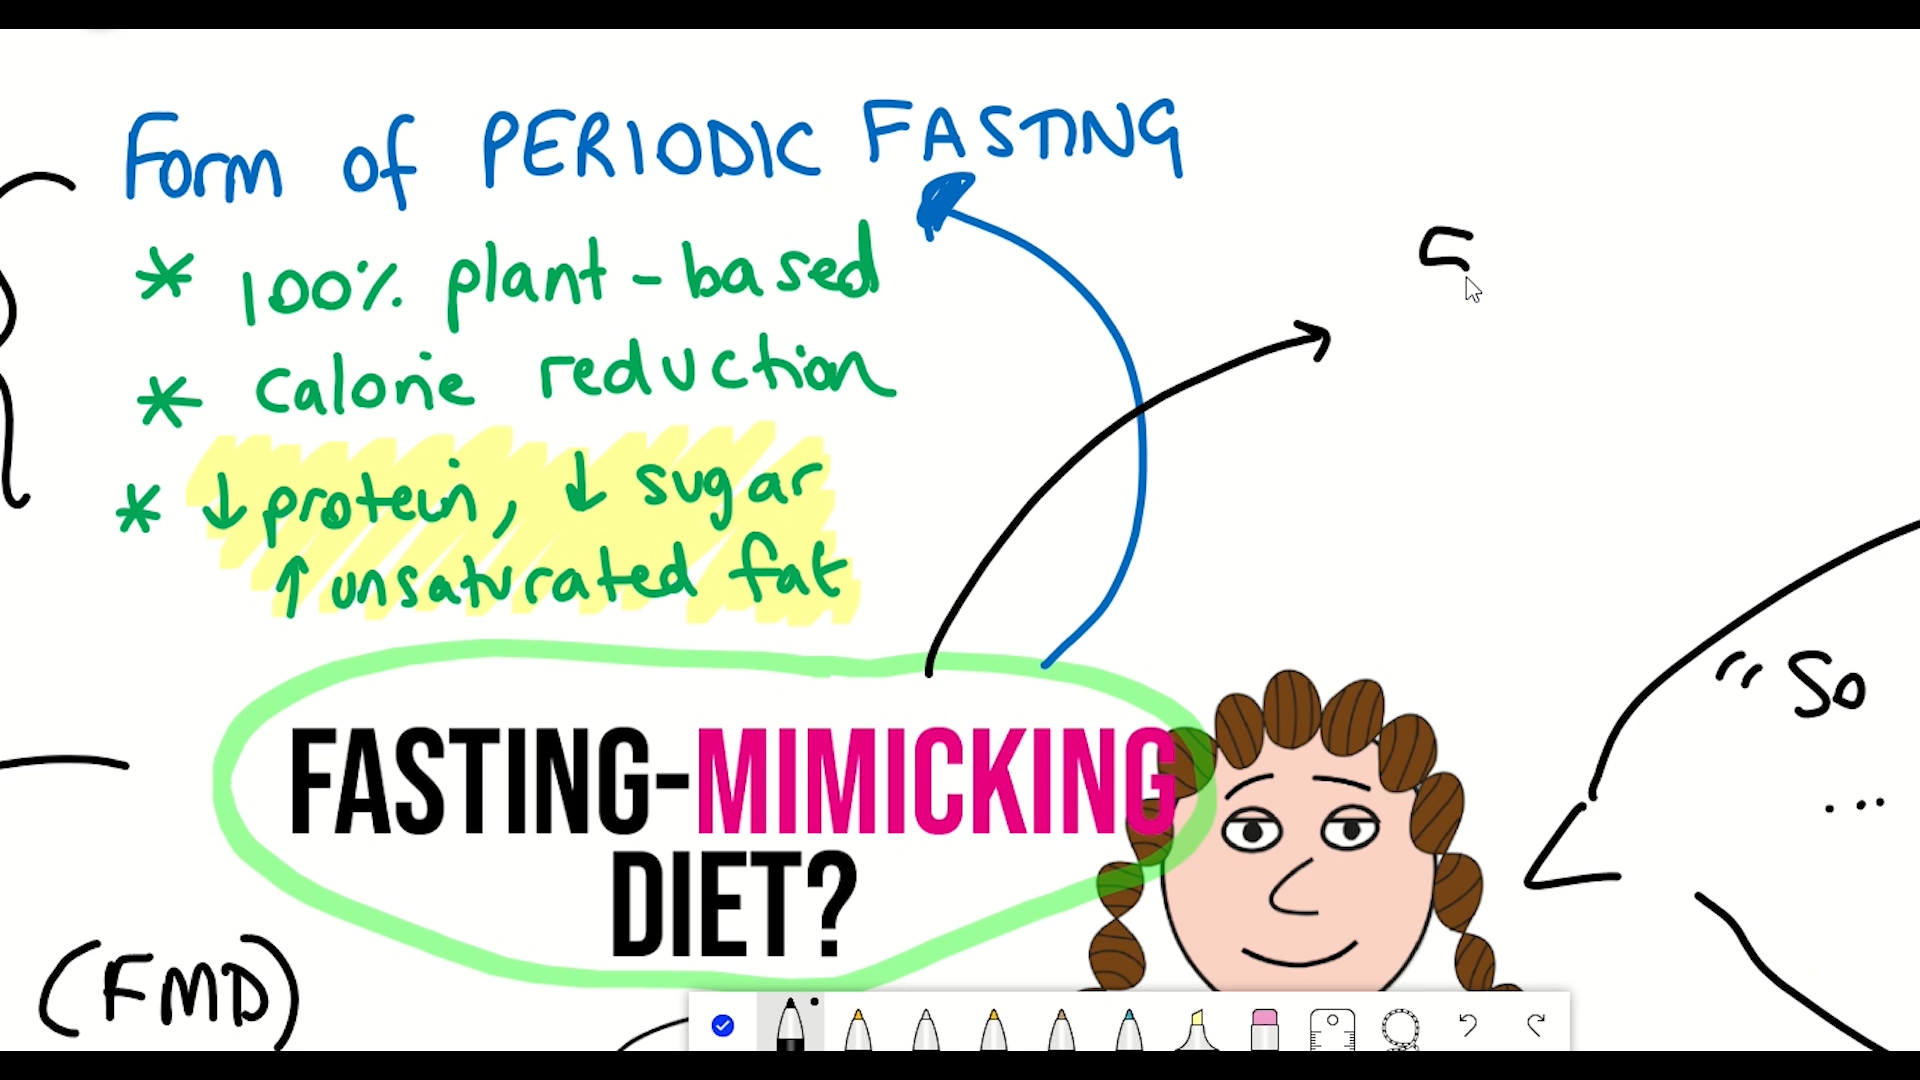 Form of PERIODIC FASTING
* 100% plant-based
* calorie reduction
* ↓ protein, ↓ sugar
↑ unsaturated fat
FASTING-MIMICKING
DIET?
(FMD)
"So
...